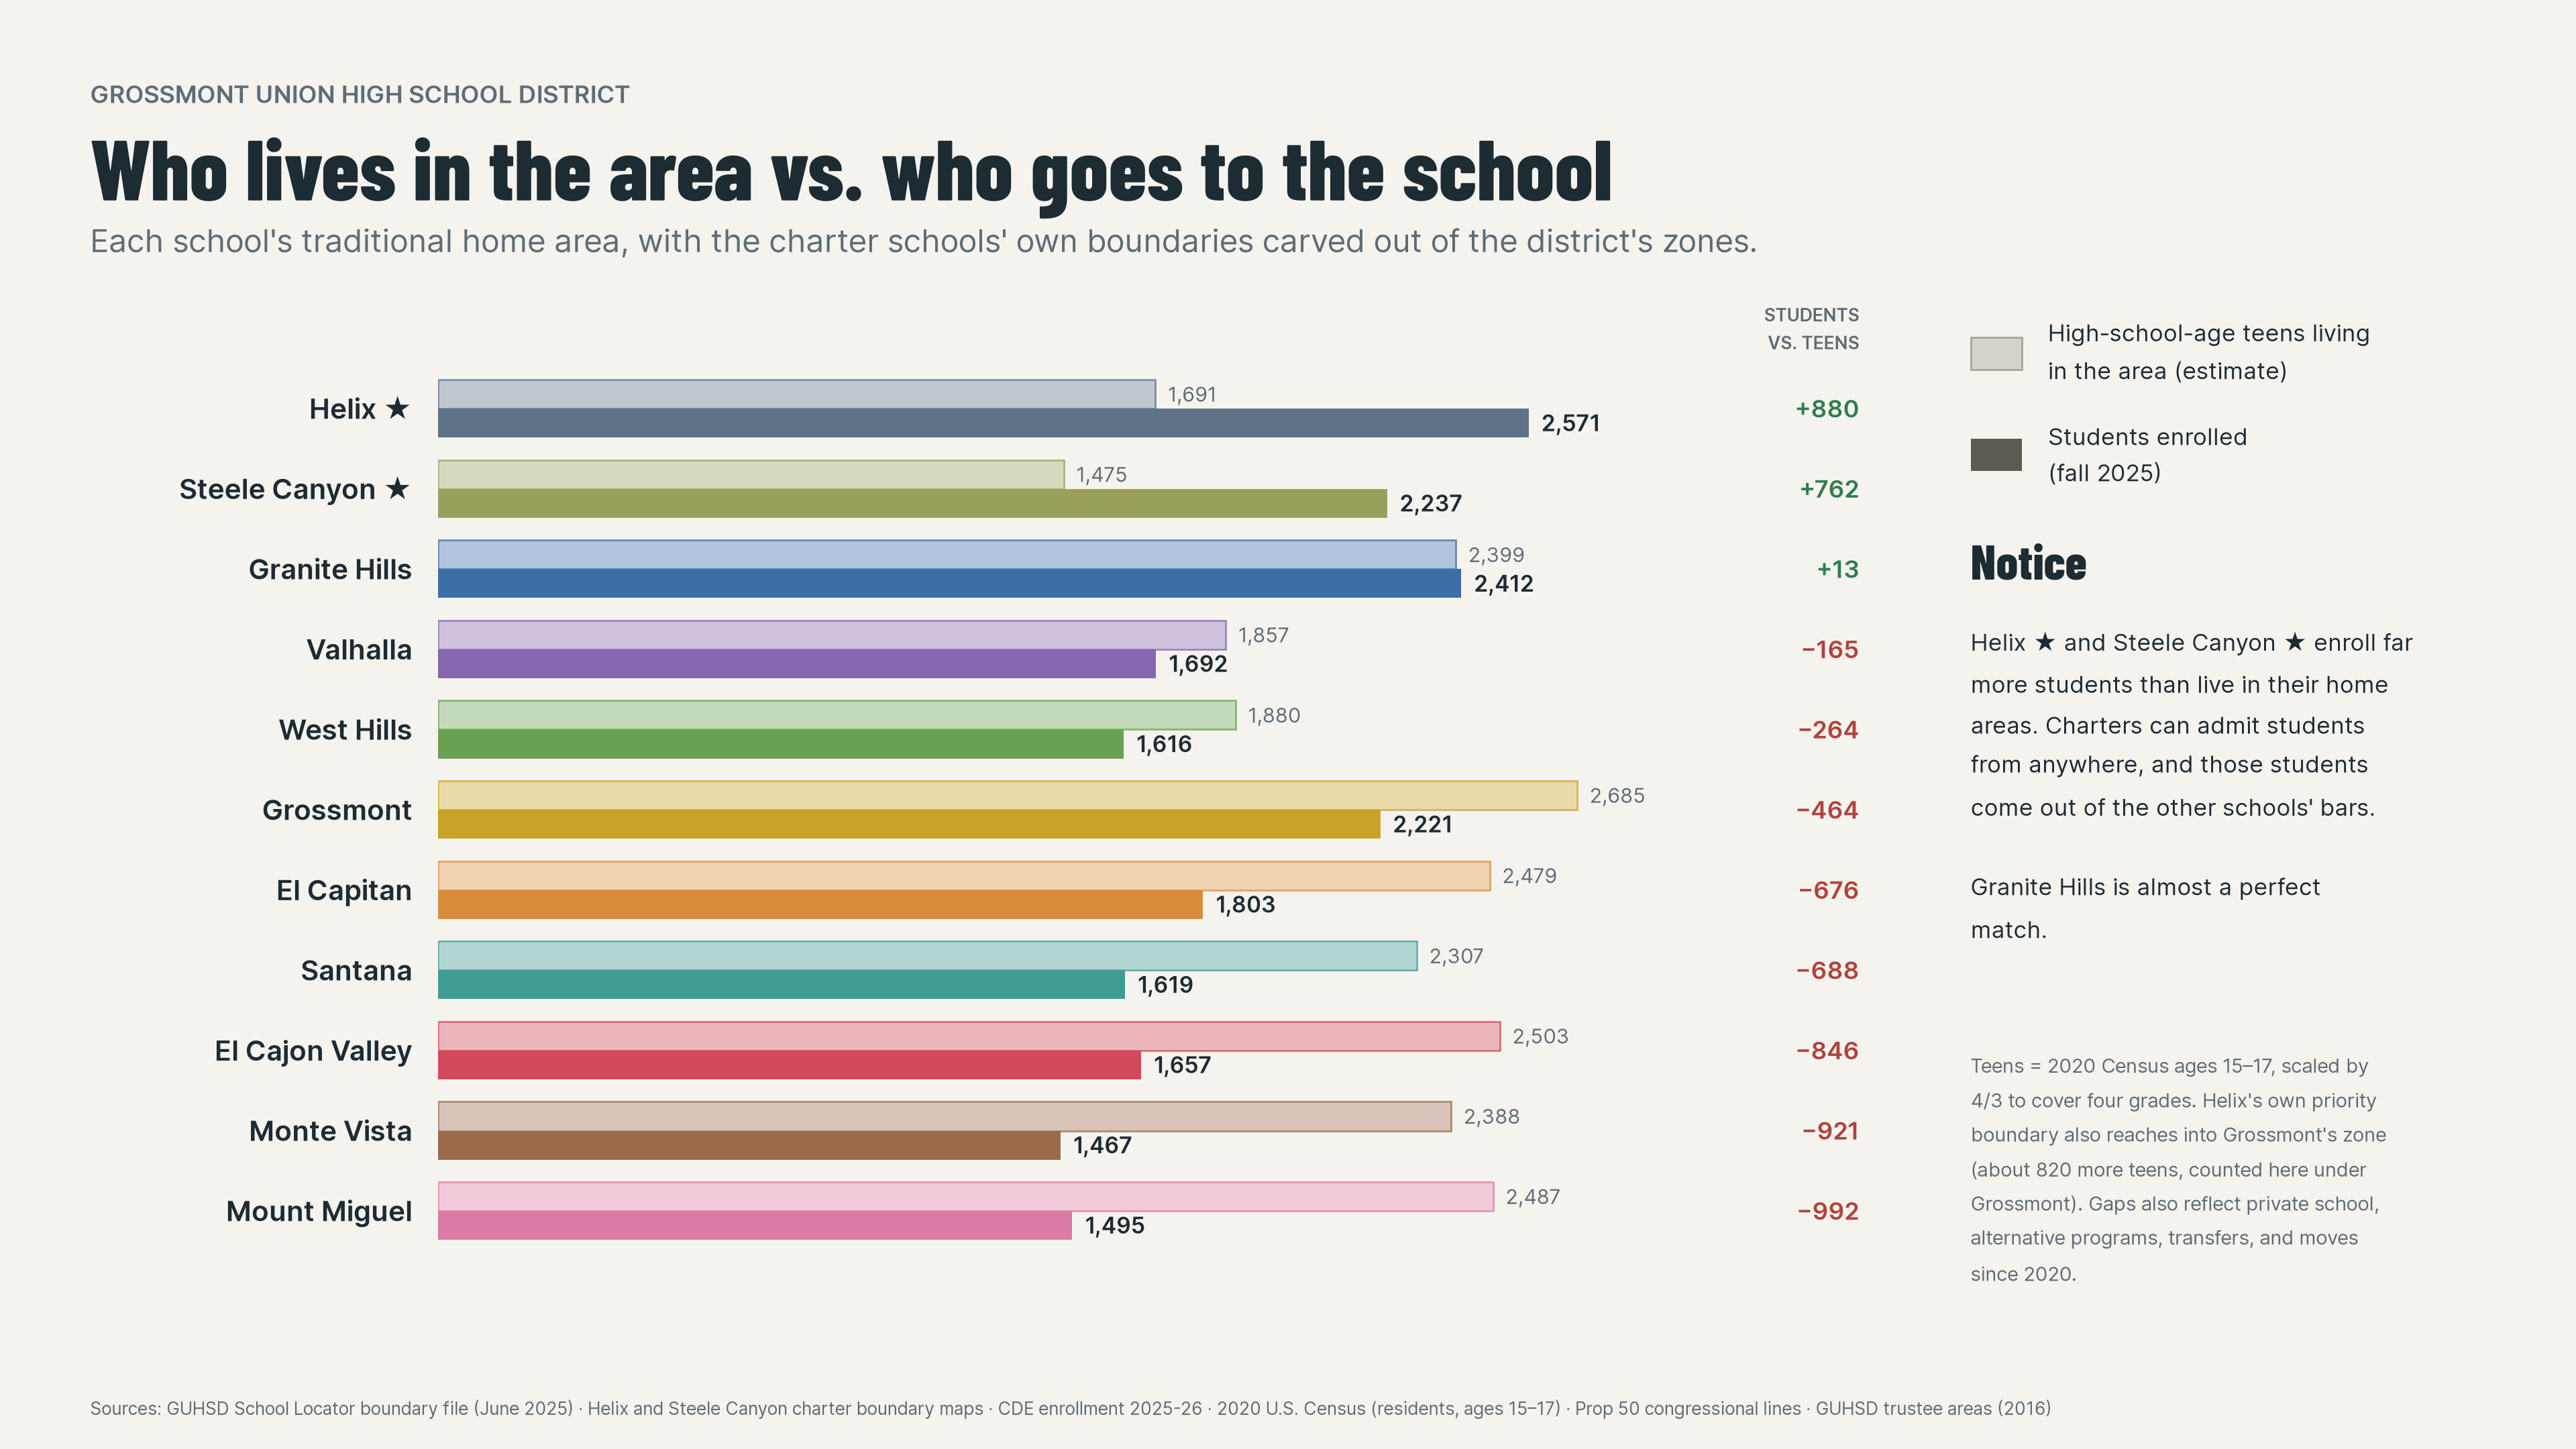 GROSSMONT UNION HIGH SCHOOL DISTRICT
Who lives in the area vs. who goes to the school
Each school's traditional home area, with the charter schools' own boundaries carved out of the district's zones.
STUDENTS
VS. TEENS
Helix ★
1,691
2,571
+880
Steele Canyon ★
1,475
2,237
+762
Granite Hills
2,399
2,412
+13
Valhalla
1,857
1,692
−165
West Hills
1,880
1,616
−264
Grossmont
2,685
2,221
−464
El Capitan
2,479
1,803
−676
Santana
2,307
1,619
−688
El Cajon Valley
2,503
1,657
−846
Monte Vista
2,388
1,467
−921
Mount Miguel
2,487
1,495
−992
High-school-age teens living
in the area (estimate)
Students enrolled
(fall 2025)
Notice
Helix ★ and Steele Canyon ★ enroll far
more students than live in their home
areas. Charters can admit students
from anywhere, and those students
come out of the other schools' bars.
Granite Hills is almost a perfect
match.
Teens = 2020 Census ages 15–17, scaled by
4/3 to cover four grades. Helix's own priority
boundary also reaches into Grossmont's zone
(about 820 more teens, counted here under
Grossmont). Gaps also reflect private school,
alternative programs, transfers, and moves
since 2020.
Sources: GUHSD School Locator boundary file (June 2025) · Helix and Steele Canyon charter boundary maps · CDE enrollment 2025-26 · 2020 U.S. Census (residents, ages 15–17) · Prop 50 congressional lines · GUHSD trustee areas (2016)